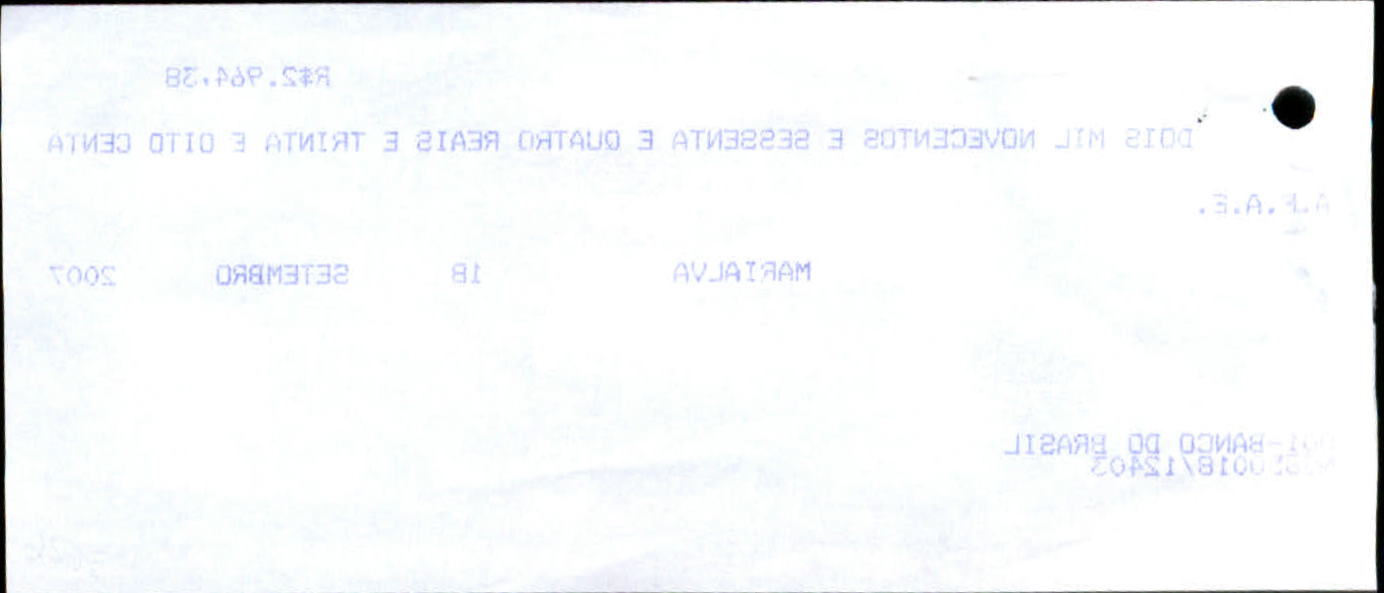 R$2.964,38
DOIS MIL NOVECENTOS E SESSENTA E QUATRO REAIS E TRINTA E OITO CENTA
A.P.A.E.
MARIALVA 18 SETEMBRO 2007
001-BANCO DO BRASIL
0018/12403